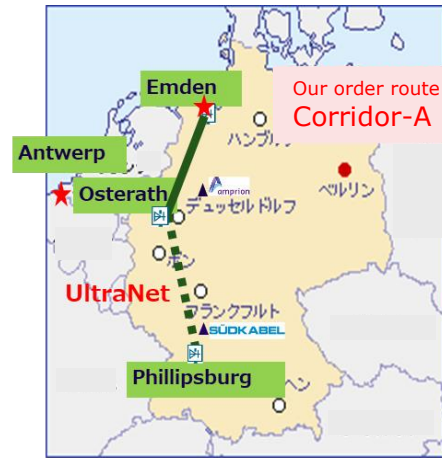 Emden
Our order route
Corridor-A
ハンブルク
Antwerp
Osterath
amprion
ベルリン
デュッセルドルフ
ボン
UltraNet
フランクフルト
SÜDKABEL
Phillipsburg